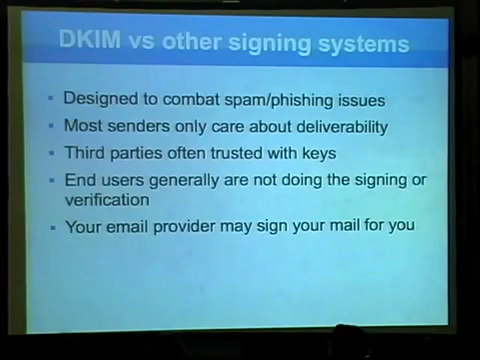 DKIM vs other signing systems
Designed to combat spam/phishing issues
Most senders only care about deliverability
Third parties often trusted with keys
End users generally are not doing the signing or
verification
Your email provider may sign your mail for you